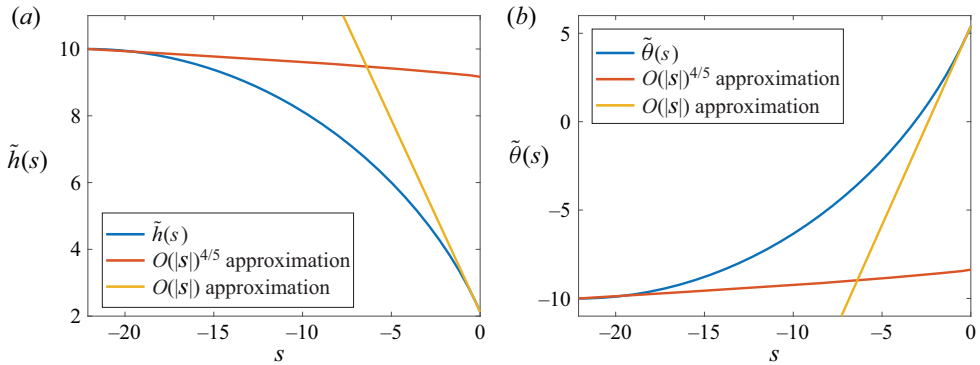 (a)
10
8
6
4
2
h̃(s)
h̃(s)
O(|s|)^{4/5} approximation
O(|s|) approximation
−20 −15 −10 −5 0
s
(b)
5
0
−5
−10
θ̃(s)
θ̃(s)
O(|s|)^{4/5} approximation
O(|s|) approximation
−20 −15 −10 −5 0
s